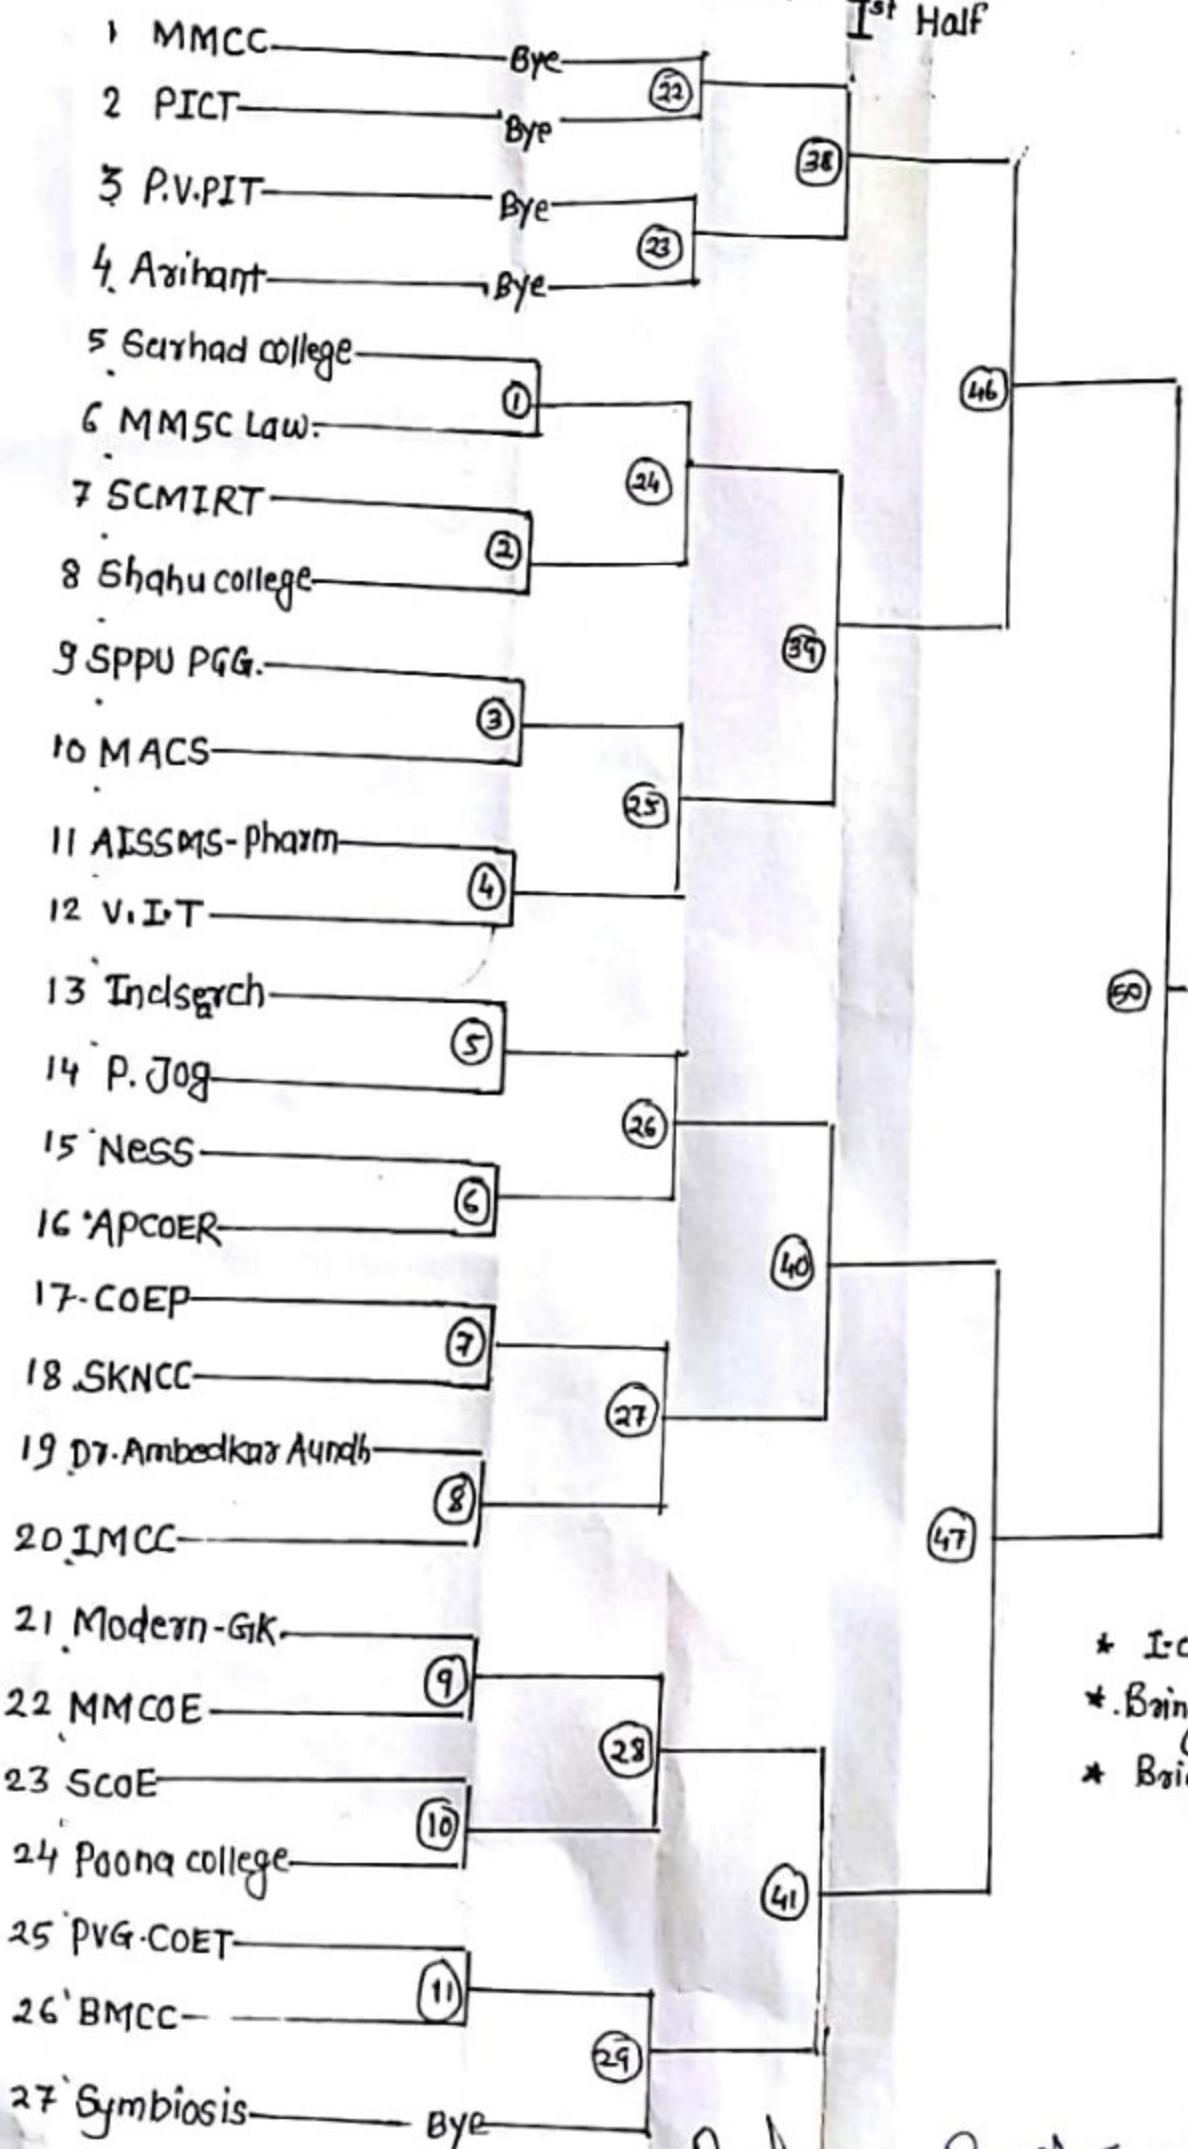 Ist Half
1 MMCC Bye
22
2 PICT Bye
38
3 P.V.PIT Bye
23
4. Arihant Bye
5 Sarhad college
1
46
6 MMSC Law.
24
7 SCMIRT
2
8 Shahu college
39
9 SPPU PGG.
3
10 MACS
25
11 AISSMS-Pharm
4
12 V.I.T
50
13 Indsearch
5
14 P. Jog
26
15 NeSS
6
16 APCOER
40
17-COEP
7
18.SKNCC
27
19 Dr. Ambedkar Aundh
8
20.IMCC
47
21 Modern-GK.
9
22 MMCOE
28
23 SCOE
10
24 Poona college
41
25 PVG.COET
11
26 BMCC
29
27 Symbiosis Bye
* I-c
*. Brin
* Bri